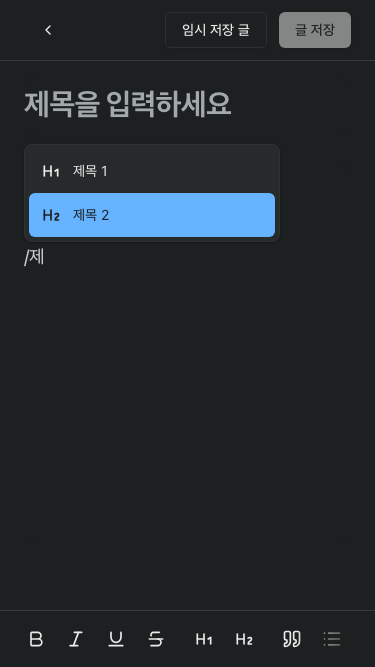 임시 저장 글
글 저장
제목을 입력하세요
H1 제목 1
H2 제목 2
/제
B I U S H1 H2